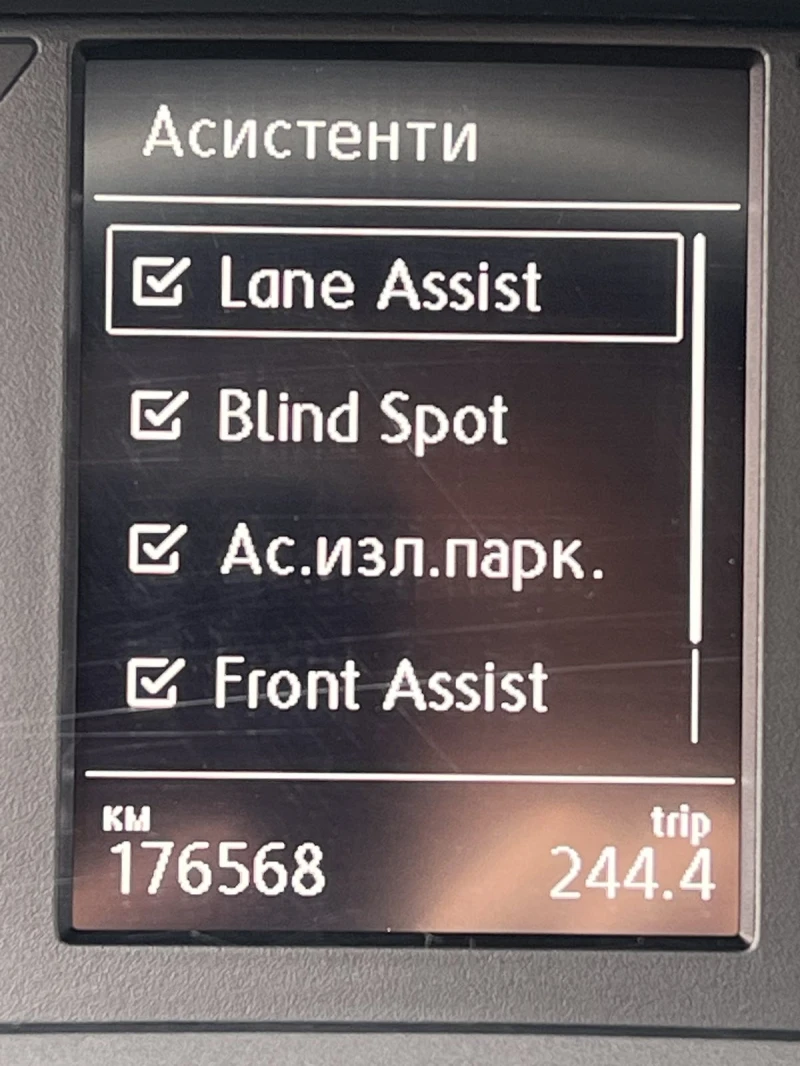 Асистенти
Lane Assist
Blind Spot
Ас.изл.парк.
Front Assist
км trip
176568 244.4